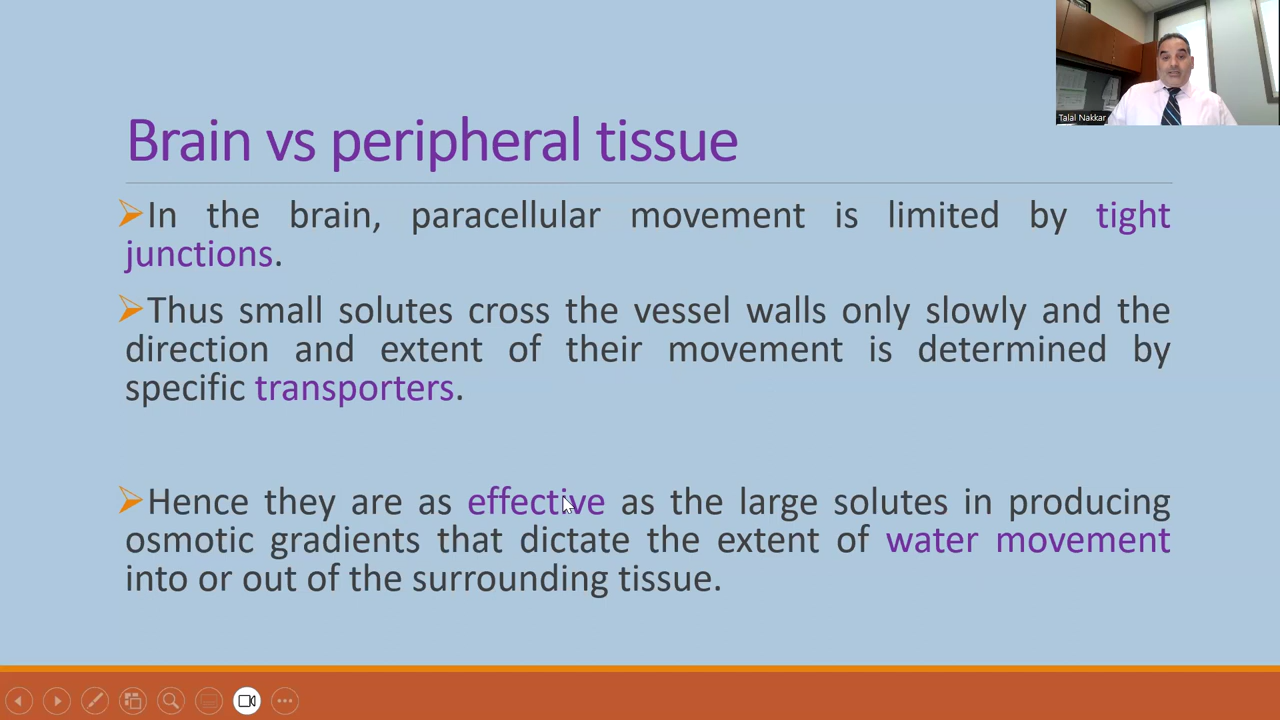 Talal Nakkar
Brain vs peripheral tissue
In the brain, paracellular movement is limited by tight
junctions.
Thus small solutes cross the vessel walls only slowly and the
direction and extent of their movement is determined by
specific transporters.
Hence they are as effective as the large solutes in producing
osmotic gradients that dictate the extent of water movement
into or out of the surrounding tissue.